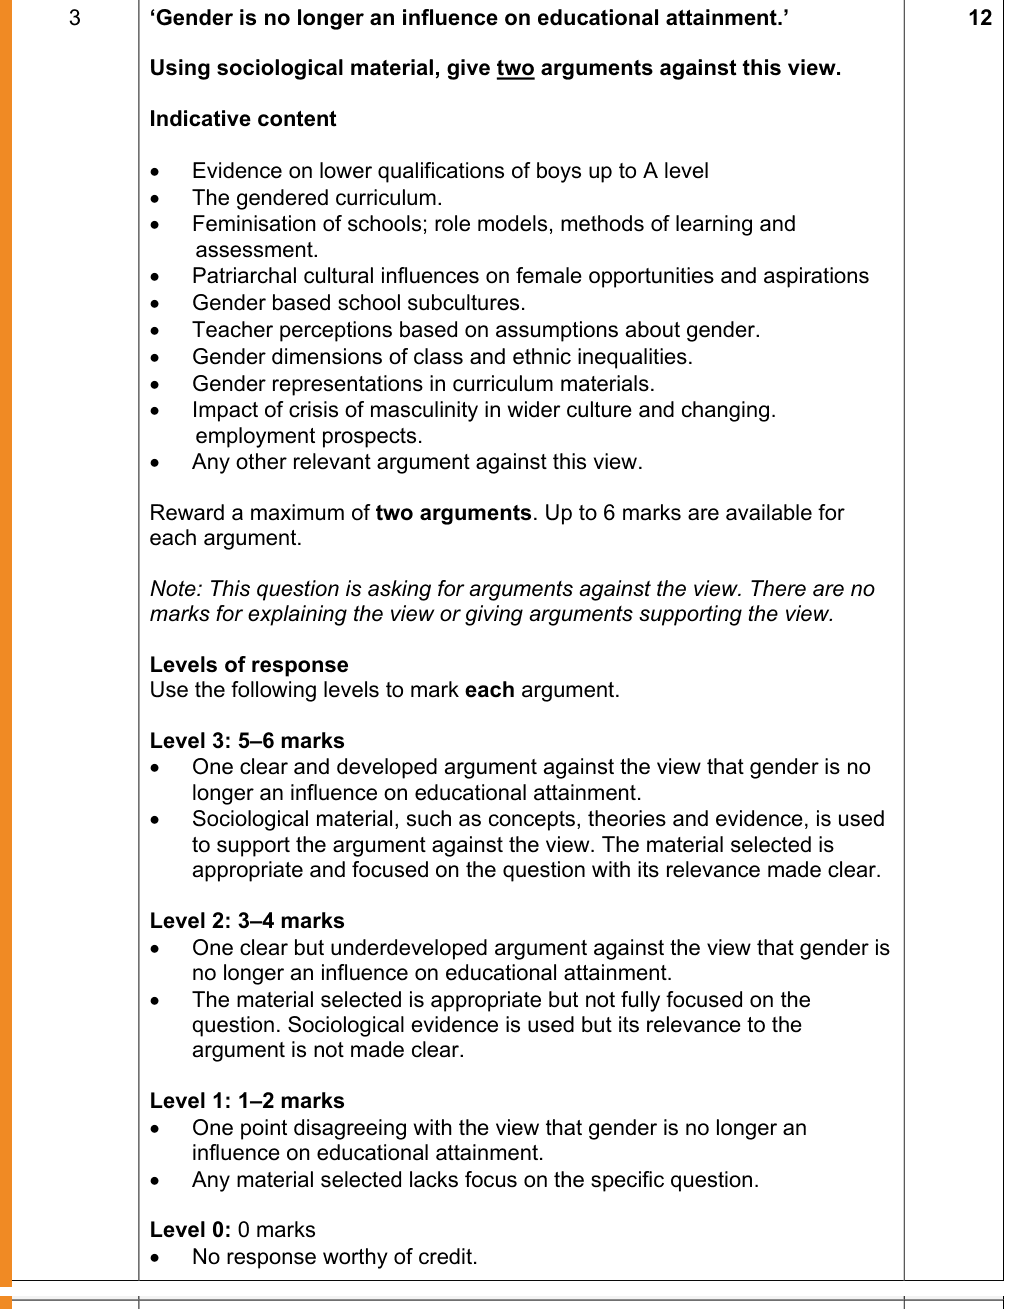 3 ‘Gender is no longer an influence on educational attainment.’ 12
Using sociological material, give two arguments against this view.
Indicative content
• Evidence on lower qualifications of boys up to A level
• The gendered curriculum.
• Feminisation of schools; role models, methods of learning and
assessment.
• Patriarchal cultural influences on female opportunities and aspirations
• Gender based school subcultures.
• Teacher perceptions based on assumptions about gender.
• Gender dimensions of class and ethnic inequalities.
• Gender representations in curriculum materials.
• Impact of crisis of masculinity in wider culture and changing.
employment prospects.
• Any other relevant argument against this view.
Reward a maximum of two arguments. Up to 6 marks are available for
each argument.
Note: This question is asking for arguments against the view. There are no
marks for explaining the view or giving arguments supporting the view.
Levels of response
Use the following levels to mark each argument.
Level 3: 5–6 marks
• One clear and developed argument against the view that gender is no
longer an influence on educational attainment.
• Sociological material, such as concepts, theories and evidence, is used
to support the argument against the view. The material selected is
appropriate and focused on the question with its relevance made clear.
Level 2: 3–4 marks
• One clear but underdeveloped argument against the view that gender is
no longer an influence on educational attainment.
• The material selected is appropriate but not fully focused on the
question. Sociological evidence is used but its relevance to the
argument is not made clear.
Level 1: 1–2 marks
• One point disagreeing with the view that gender is no longer an
influence on educational attainment.
• Any material selected lacks focus on the specific question.
Level 0: 0 marks
• No response worthy of credit.